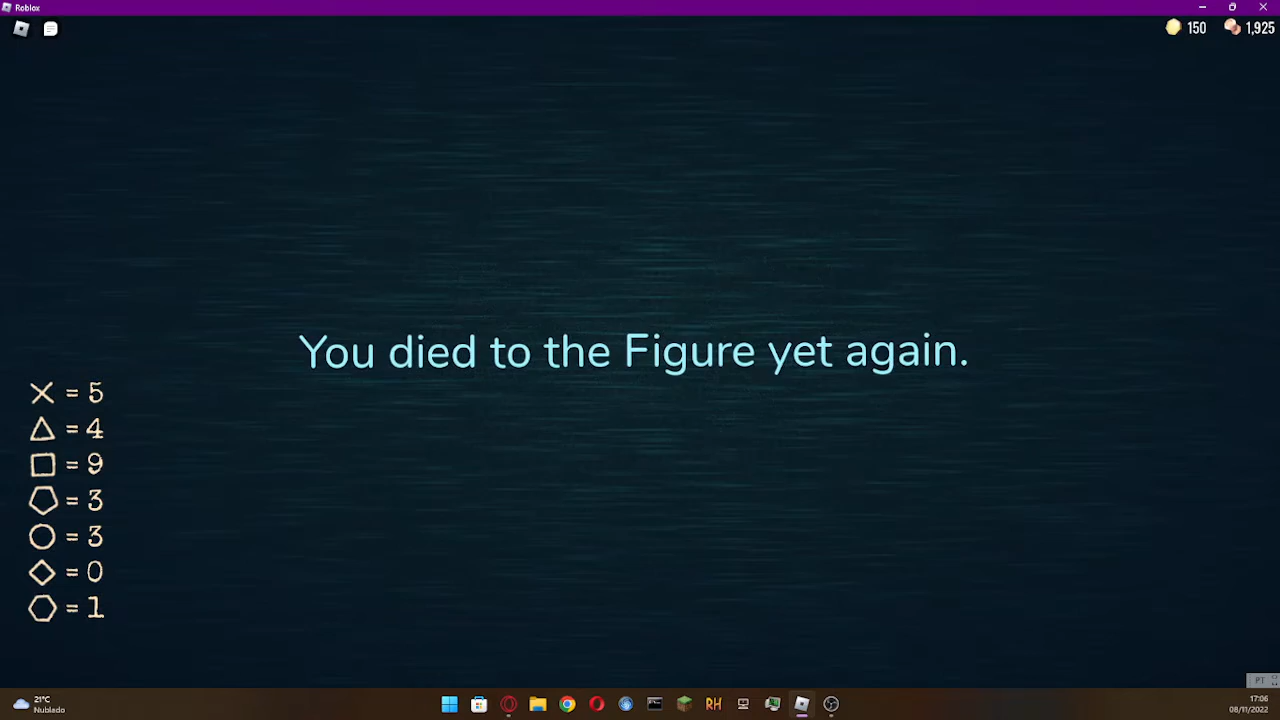 Roblox
150
1,925
You died to the Figure yet again.
× = 5
△ = 4
□ = 9
⬠ = 3
○ = 3
◇ = 0
⬡ = 1
PT
21°C
Nublado
RH
17:06
08/11/2022